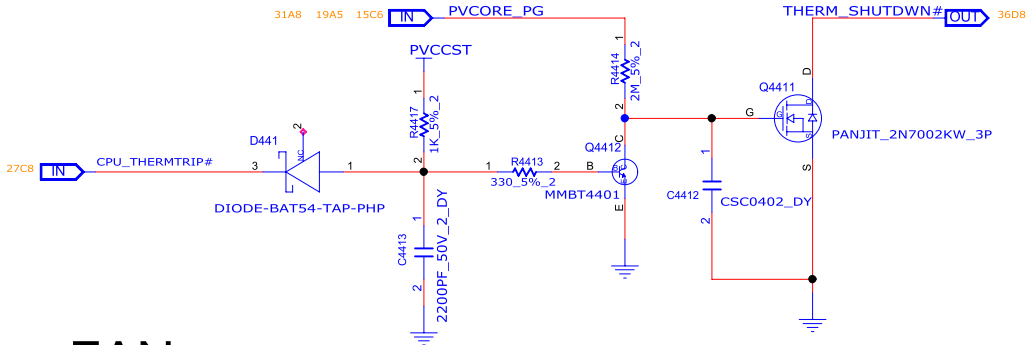 31A8 19A5 15C6 IN PVCORE_PG
THERM_SHUTDWN# OUT 36D8
PVCCST
1
R4414
2M_5%_2
2
1
R4417
1K_5%_2
2
D
Q4411
G
D
G
S
PANJIT_2N7002KW_3P
S
D441
2
NC
27C8 IN CPU_THERMTRIP#
3
1
DIODE-BAT54-TAP-PHP
1
R4413
2
330_5%_2
Q4412
C
B
E
MMBT4401
1
C4412
2
CSC0402_DY
1
C4413
2
2200PF_50V_2_DY